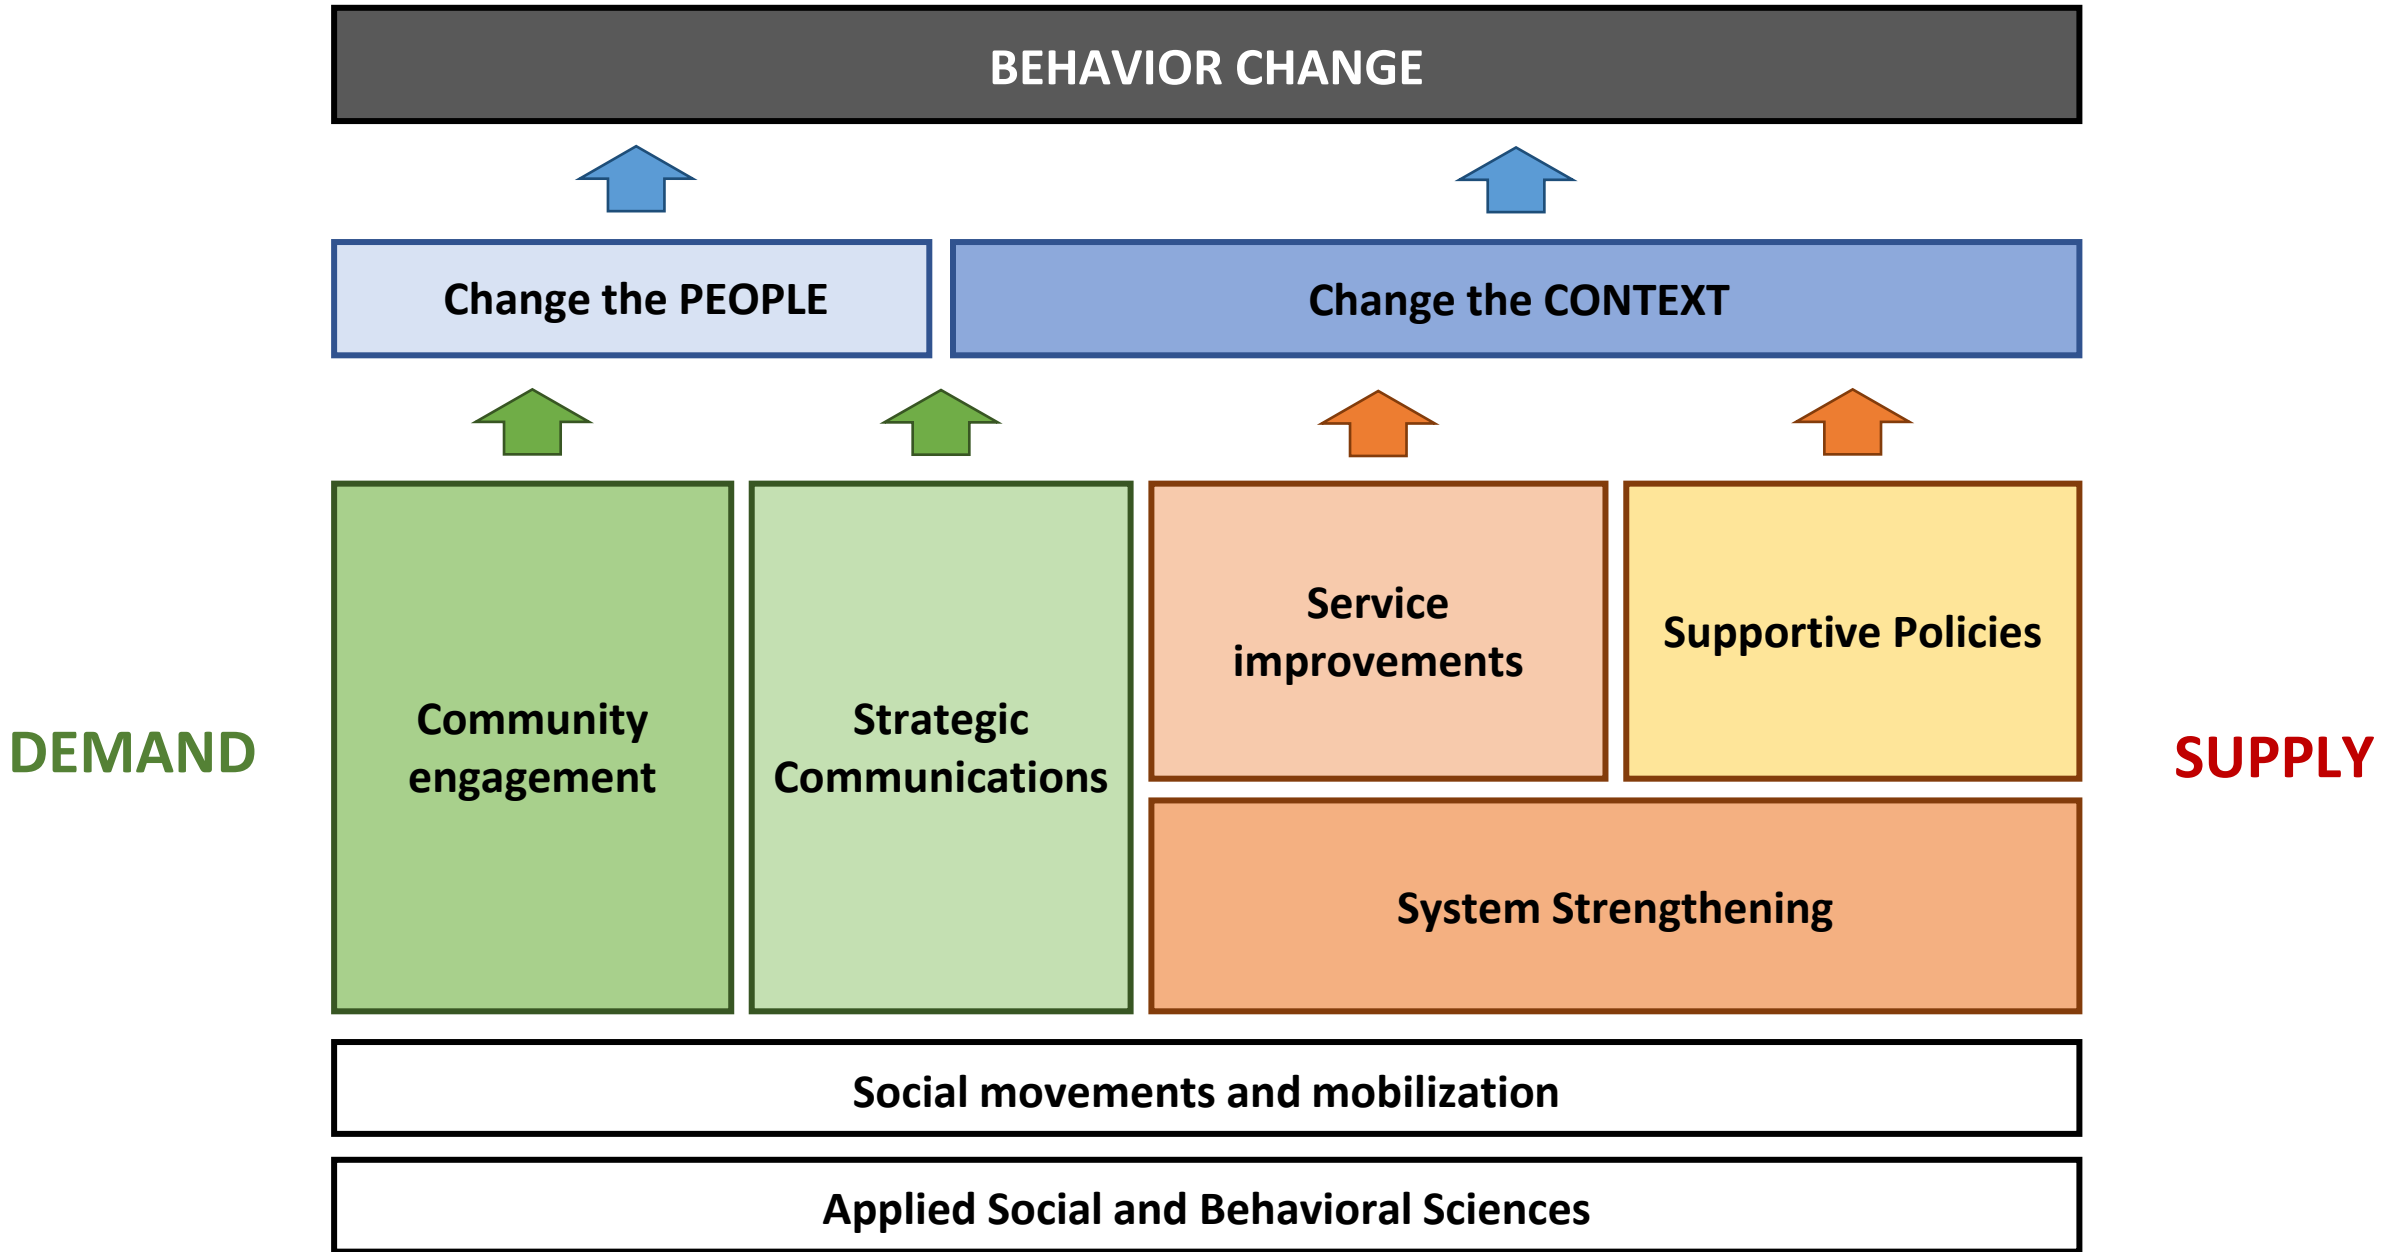 BEHAVIOR CHANGE
Change the PEOPLE
Change the CONTEXT
DEMAND
Community
engagement
Strategic
Communications
Service
improvements
Supportive Policies
System Strengthening
SUPPLY
Social movements and mobilization
Applied Social and Behavioral Sciences